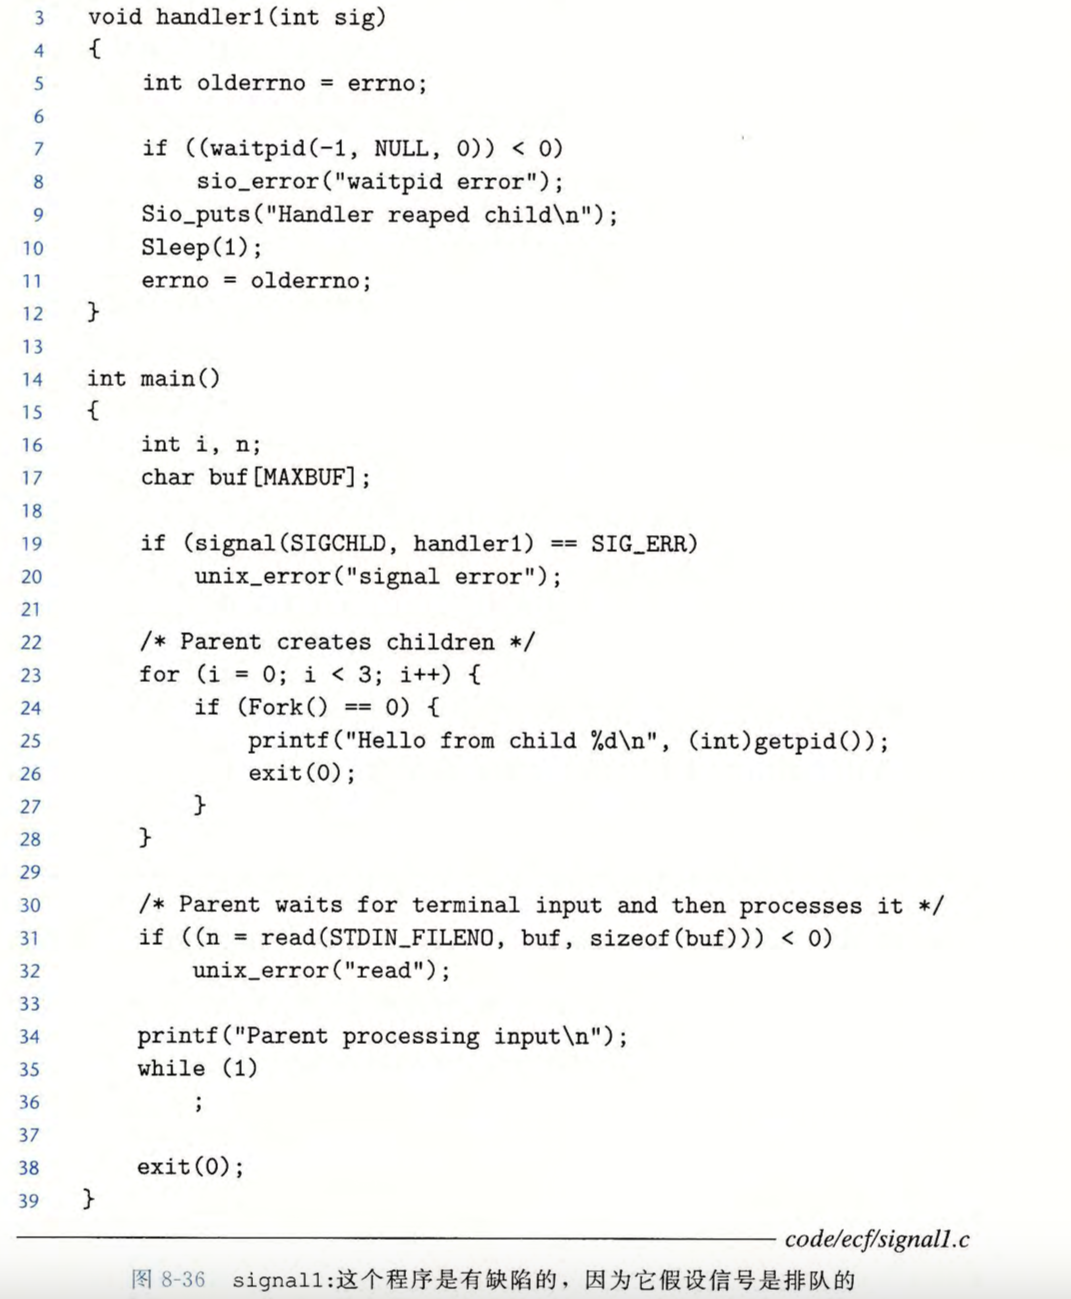 3 void handler1(int sig)
4 {
5     int olderrno = errno;
6
7     if ((waitpid(-1, NULL, 0)) < 0)
8         sio_error("waitpid error");
9     Sio_puts("Handler reaped child\n");
10     Sleep(1);
11     errno = olderrno;
12 }
13
14 int main()
15 {
16     int i, n;
17     char buf[MAXBUF];
18
19     if (signal(SIGCHLD, handler1) == SIG_ERR)
20         unix_error("signal error");
21
22     /* Parent creates children */
23     for (i = 0; i < 3; i++) {
24         if (Fork() == 0) {
25             printf("Hello from child %d\n", (int)getpid());
26             exit(0);
27         }
28     }
29
30     /* Parent waits for terminal input and then processes it */
31     if ((n = read(STDIN_FILENO, buf, sizeof(buf))) < 0)
32         unix_error("read");
33
34     printf("Parent processing input\n");
35     while (1)
36         ;
37
38     exit(0);
39 }
code/ecf/signal1.c
图 8-36 signal1:这个程序是有缺陷的，因为它假设信号是排队的